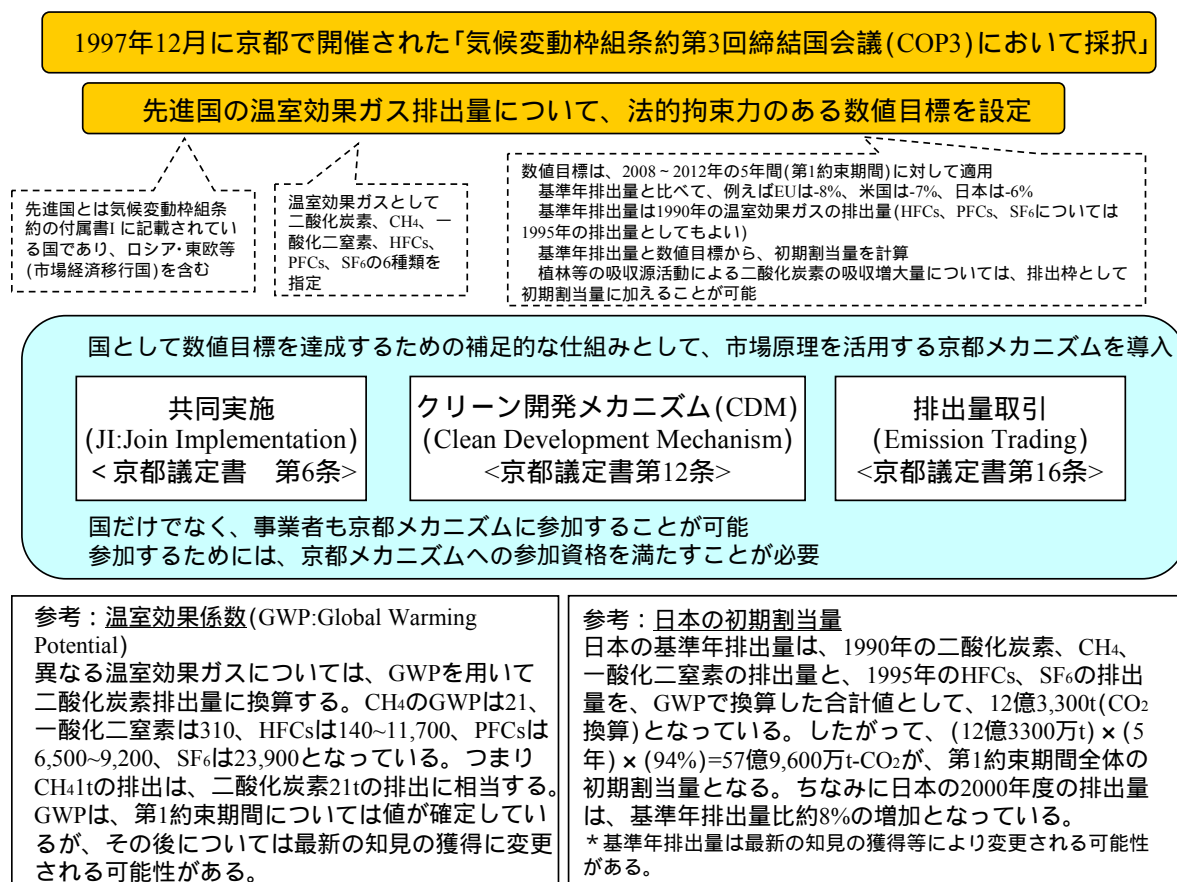 1997年12月に京都で開催された「気候変動枠組条約第3回締結国会議(COP3)において採択」
先進国の温室効果ガス排出量について、法的拘束力のある数値目標を設定
先進国とは気候変動枠組条
約の付属書I に記載されてい
る国であり、ロシア・東欧等
(市場経済移行国)を含む
温室効果ガスとして
二酸化炭素、CH₄、一
酸化二窒素、HFCs、
PFCs、SF₆の6種類を
指定
数値目標は、2008～2012年の5年間(第1約束期間)に対して適用
基準年排出量と比べて、例えばEUは-8%、米国は-7%、日本は-6%
基準年排出量は1990年の温室効果ガスの排出量(HFCs、PFCs、SF₆については
1995年の排出量としてもよい)
基準年排出量と数値目標から、初期割当量を計算
植林等の吸収源活動による二酸化炭素の吸収増大量については、排出枠として
初期割当量に加えることが可能
国として数値目標を達成するための補足的な仕組みとして、市場原理を活用する京都メカニズムを導入
共同実施
(JI:Join Implementation)
< 京都議定書　第6条>
クリーン開発メカニズム(CDM)
(Clean Development Mechanism)
<京都議定書第12条>
排出量取引
(Emission Trading)
<京都議定書第16条>
国だけでなく、事業者も京都メカニズムに参加することが可能
参加するためには、京都メカニズムへの参加資格を満たすことが必要
参考：温室効果係数(GWP:Global Warming
Potential)
異なる温室効果ガスについては、GWPを用いて
二酸化炭素排出量に換算する。CH₄のGWPは21、
一酸化二窒素は310、HFCsは140~11,700、PFCsは
6,500~9,200、SF₆は23,900となっている。つまり
CH₄1tの排出は、二酸化炭素21tの排出に相当する。
GWPは、第1約束期間については値が確定してい
るが、その後については最新の知見の獲得に変更
される可能性がある。
参考：日本の初期割当量
日本の基準年排出量は、1990年の二酸化炭素、CH₄、
一酸化二窒素の排出量と、1995年のHFCs、SF₆の排出
量を、GWPで換算した合計値として、12億3,300t(CO₂
換算)となっている。したがって、(12億3300万t)×(5
年)×(94%)=57億9,600万t-CO₂が、第1約束期間全体の
初期割当量となる。ちなみに日本の2000年度の排出量
は、基準年排出量比約8%の増加となっている。
＊基準年排出量は最新の知見の獲得等により変更される可能性
がある。